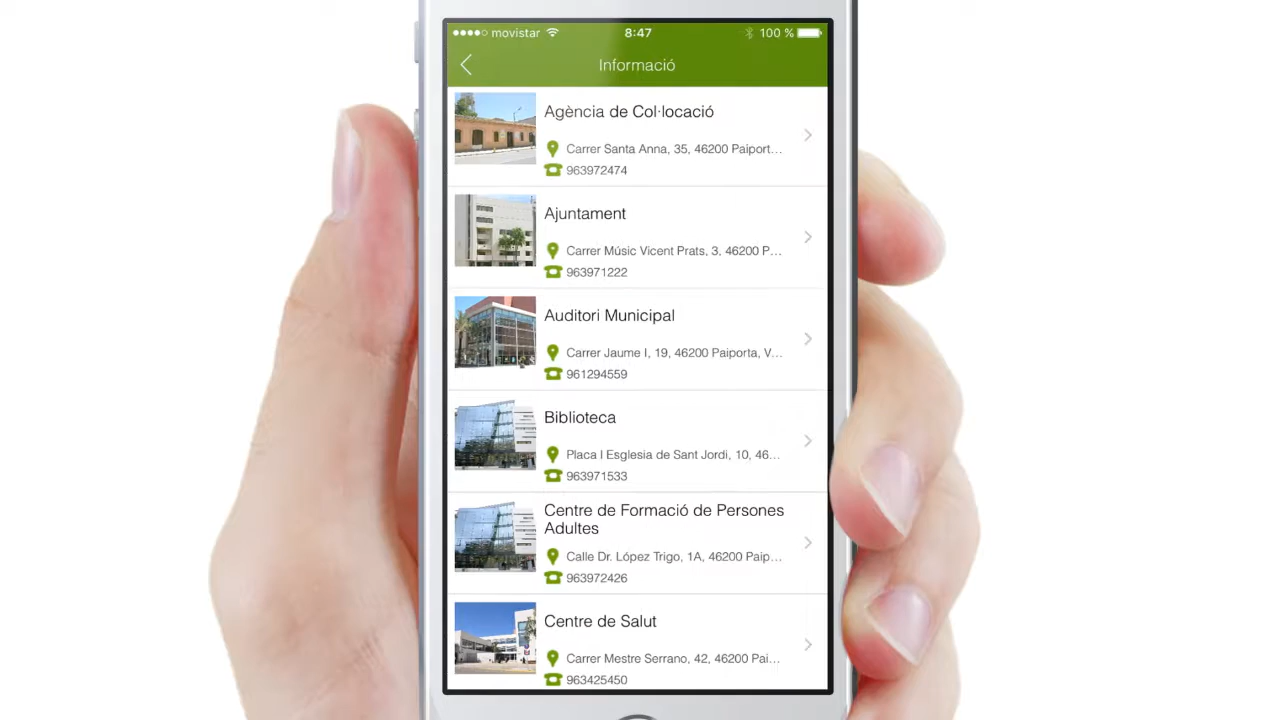 movistar 8:47 100 %
Informació
Agència de Col·locació
Carrer Santa Anna, 35, 46200 Paiport...
963972474
Ajuntament
Carrer Músic Vicent Prats, 3, 46200 P...
963971222
Auditori Municipal
Carrer Jaume I, 19, 46200 Paiporta, V...
961294559
Biblioteca
Placa l Esglesia de Sant Jordi, 10, 46...
963971533
Centre de Formació de Persones
Adultes
Calle Dr. López Trigo, 1A, 46200 Paip...
963972426
Centre de Salut
Carrer Mestre Serrano, 42, 46200 Pai...
963425450